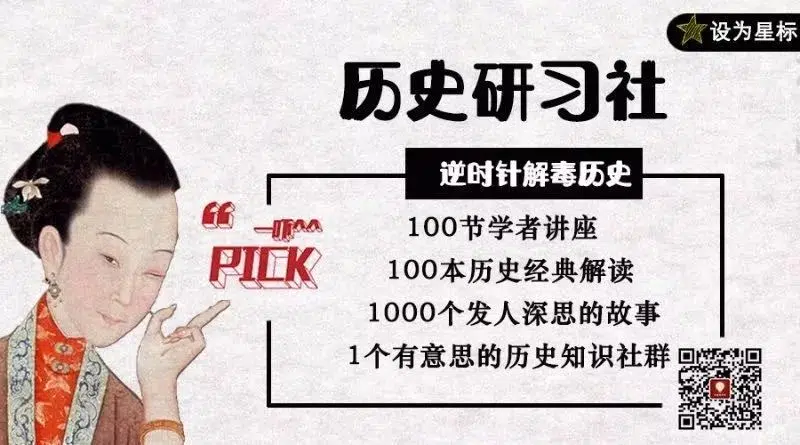 设为星标
历史研习社
逆时针解毒历史
PICK
100节学者讲座
100本历史经典解读
1000个发人深思的故事
1个有意思的历史知识社群